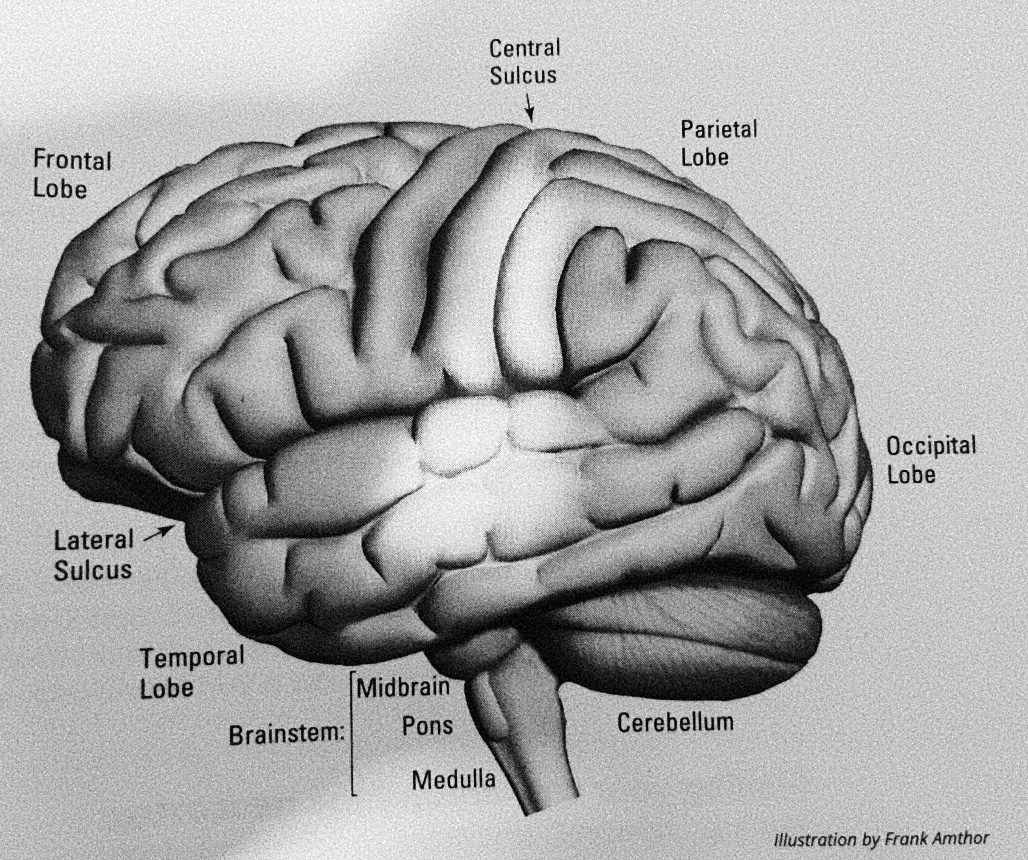 Central
Sulcus
Parietal
Lobe
Frontal
Lobe
Occipital
Lobe
Lateral
Sulcus
Temporal
Lobe
Brainstem:
Midbrain
Pons
Medulla
Cerebellum
Illustration by Frank Amthor